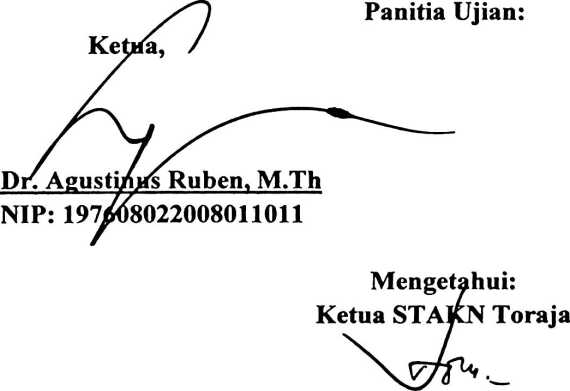 Panitia Ujian:
Ketua,
Dr. Agustinus Ruben, M.Th
NIP: 197608022008011011
Mengetahui:
Ketua STAKN Toraja